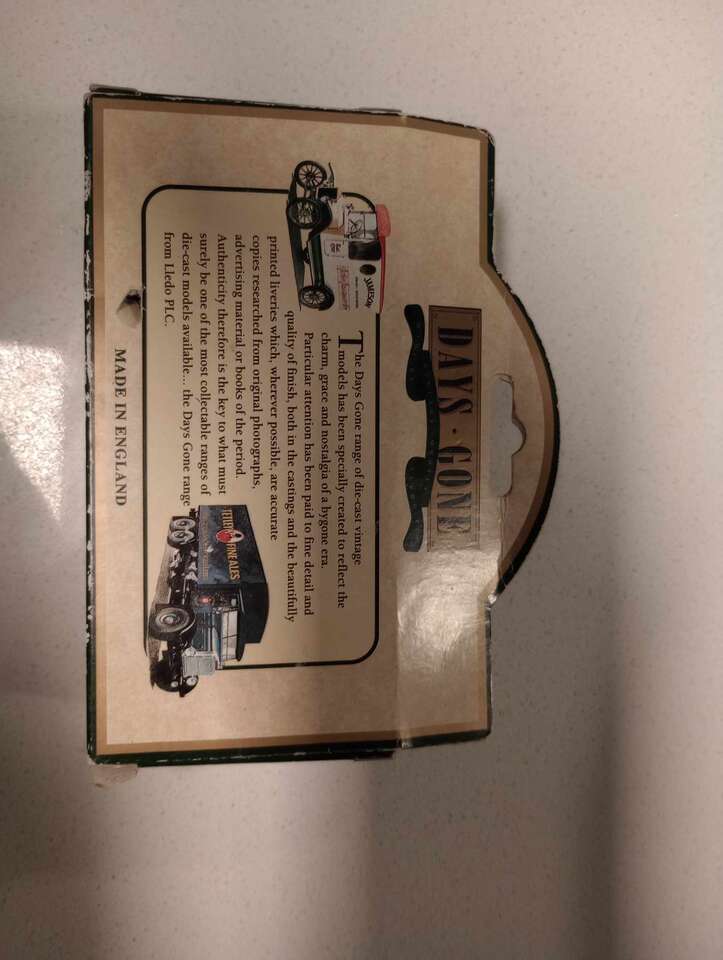 DAYS · GONE
The Days Gone range of die-cast vintage
models has been specially created to reflect the
charm, grace and nostalgia of a bygone era.
Particular attention has been paid to fine detail and
quality of finish, both in the castings and the beautifully
printed liveries which, wherever possible, are accurate
copies researched from original photographs,
advertising material or books of the period.
Authenticity therefore is the key to what must
surely be one of the most collectable ranges of
die-cast models available... the Days Gone range
from Lledo PLC.
JAMESON
FINE ALES
MADE IN ENGLAND